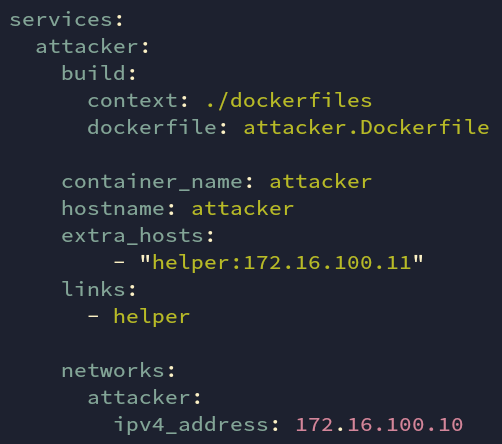 services:
  attacker:
    build:
      context: ./dockerfiles
      dockerfile: attacker.Dockerfile

    container_name: attacker
    hostname: attacker
    extra_hosts:
        - "helper:172.16.100.11"
    links:
      - helper

    networks:
      attacker:
        ipv4_address: 172.16.100.10